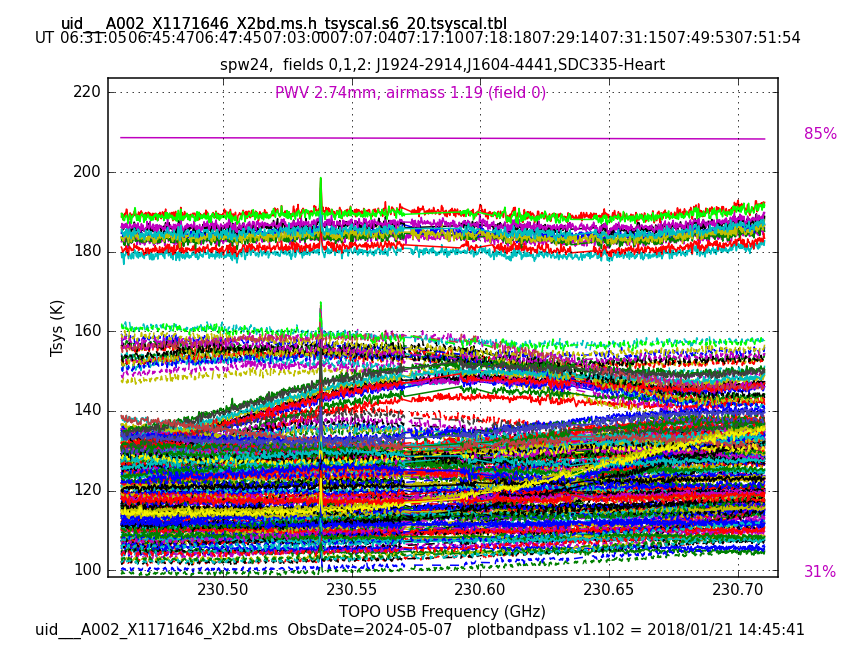 uid___A002_X1171646_X2bd.ms.h_tsyscal.s6_20.tsyscal.tbl
UT 06:31:05 06:45:47 06:47:45 07:03:00 07:07:04 07:17:10 07:18:18 07:29:14 07:31:15 07:49:53 07:51:54
spw24,  fields 0,1,2: J1924-2914,J1604-4441,SDC335-Heart
220
PWV 2.74mm, airmass 1.19 (field 0)
85%
200
180
Tsys (K)
160
140
120
100
31%
230.50 230.55 230.60 230.65 230.70
TOPO USB Frequency (GHz)
uid___A002_X1171646_X2bd.ms  ObsDate=2024-05-07   plotbandpass v1.102 = 2018/01/21 14:45:41